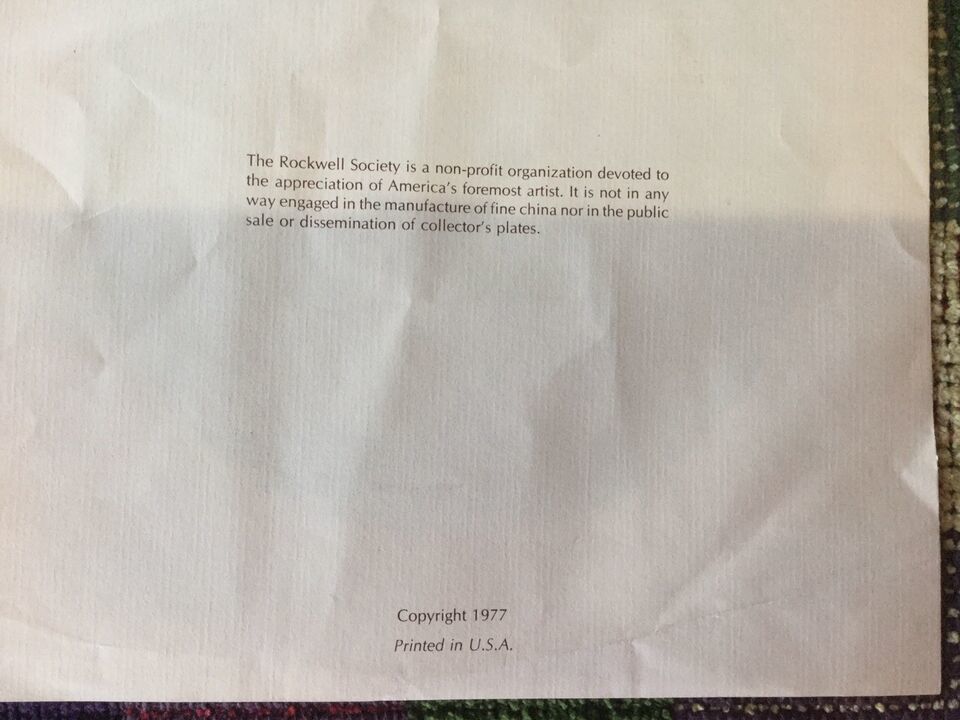 The Rockwell Society is a non-profit organization devoted to
the appreciation of America's foremost artist. It is not in any
way engaged in the manufacture of fine china nor in the public
sale or dissemination of collector's plates.
Copyright 1977
Printed in U.S.A.